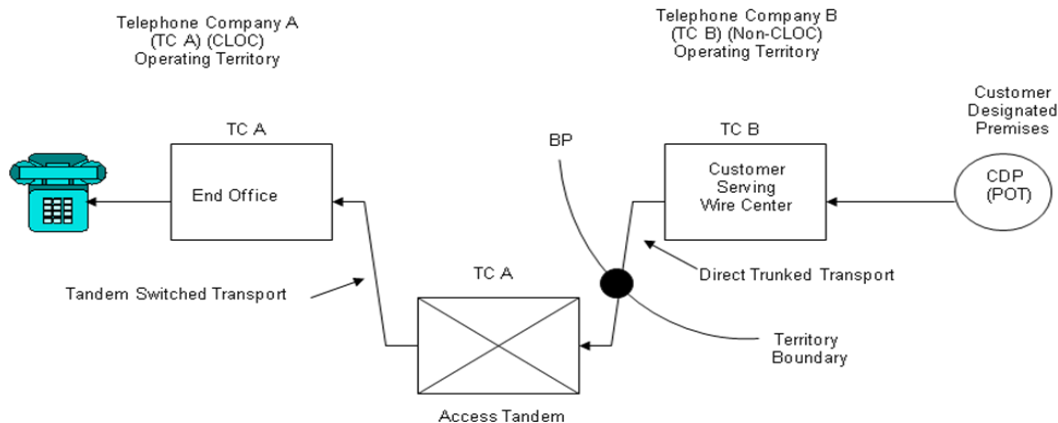 Telephone Company A
(TC A) (CLOC)
Operating Territory
Telephone Company B
(TC B) (Non-CLOC)
Operating Territory
Customer
Designated
Premises
TC A
End Office
BP
TC B
Customer
Serving
Wire Center
CDP
(POT)
Tandem Switched Transport
TC A
Direct Trunked Transport
Territory
Boundary
Access Tandem